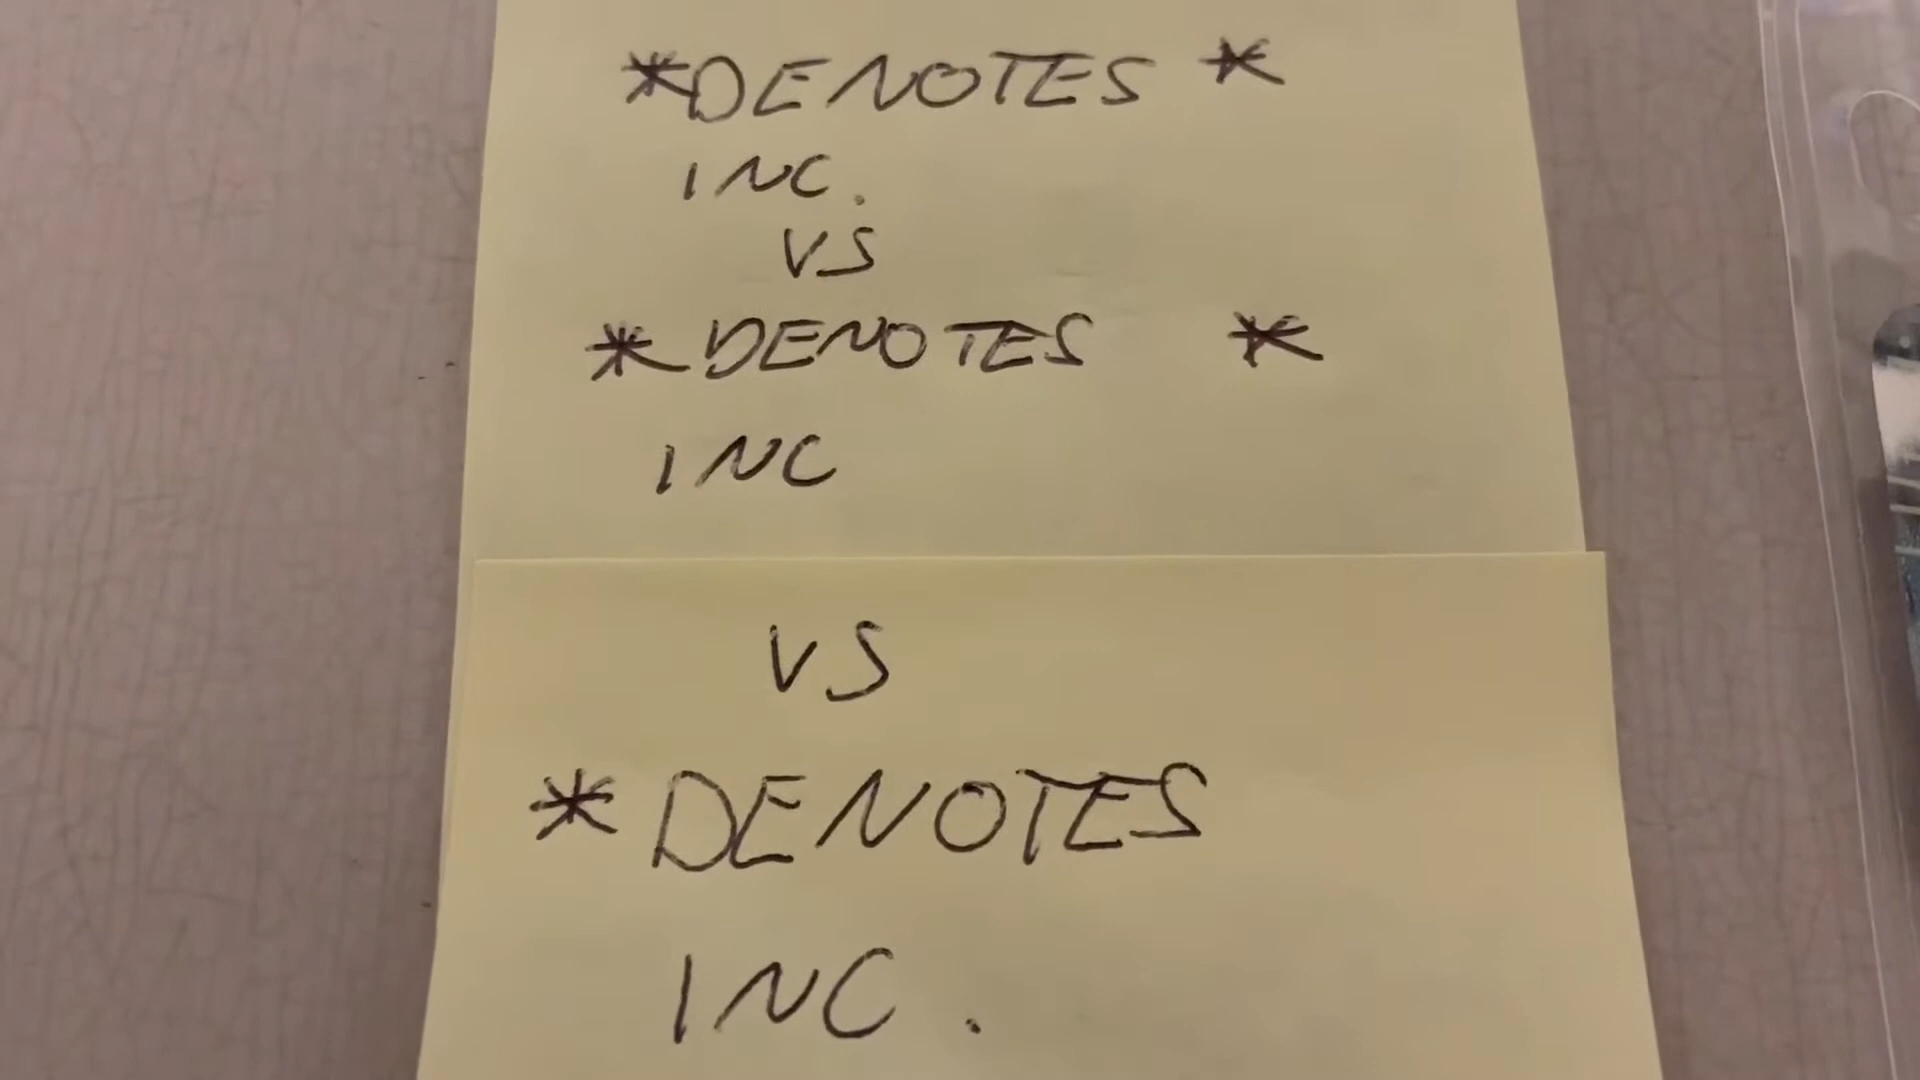 *DENOTES *
INC.
VS
* DENOTES *
INC
VS
* DENOTES
INC.